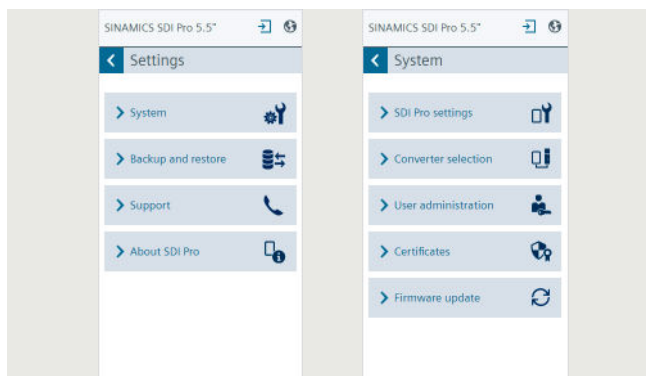 SINAMICS SDI Pro 5.5"
Settings
System
Backup and restore
Support
About SDI Pro
SINAMICS SDI Pro 5.5"
System
SDI Pro settings
Converter selection
User administration
Certificates
Firmware update